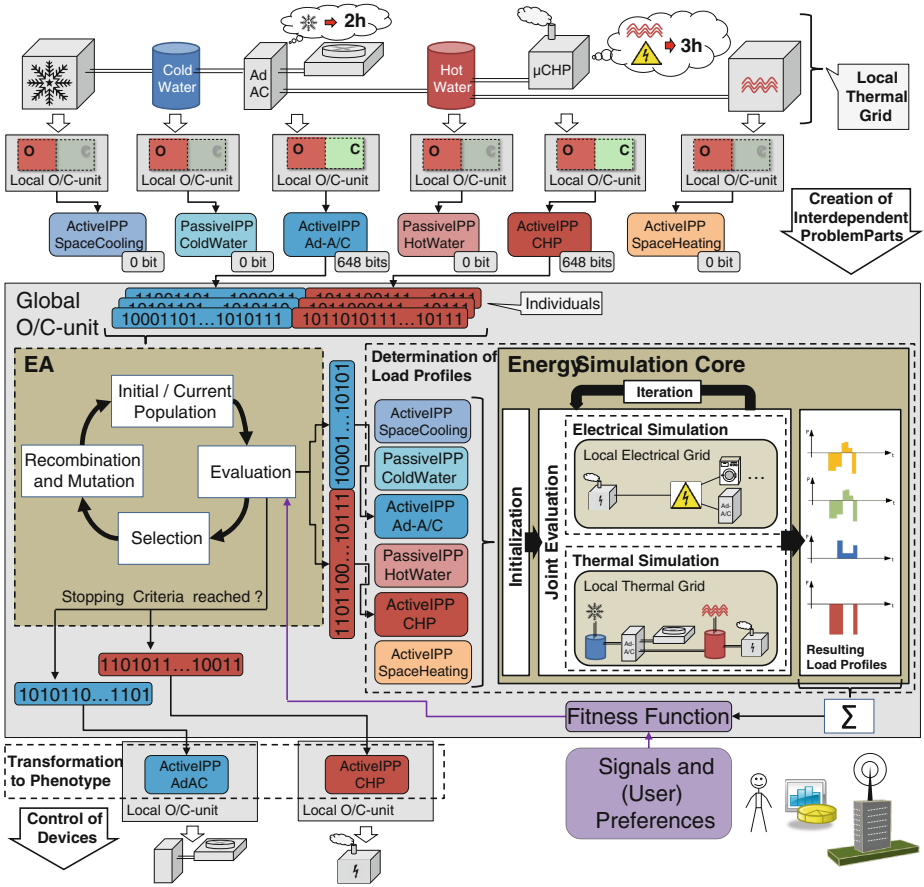 2h
3h
Cold
Water
Ad
AC
Hot
Water
µCHP
Local
Thermal
Grid
O C
Local O/C-unit
O C
Local O/C-unit
O C
Local O/C-unit
O C
Local O/C-unit
O C
Local O/C-unit
O C
Local O/C-unit
Creation of
Interdependent
ProblemParts
ActiveIPP
SpaceCooling
0 bit
PassiveIPP
ColdWater
0 bit
ActiveIPP
Ad-A/C
648 bits
PassiveIPP
HotWater
0 bit
ActiveIPP
CHP
648 bits
ActiveIPP
SpaceHeating
0 bit
Global
O/C-unit
10001101...1010111
1011010111...10111
Individuals
EA
Initial / Current
Population
Recombination
and Mutation
Evaluation
Selection
Stopping Criteria reached ?
10001...10101
1101100...10111
Determination of
Load Profiles
ActiveIPP
SpaceCooling
PassiveIPP
ColdWater
ActiveIPP
Ad-A/C
PassiveIPP
HotWater
ActiveIPP
CHP
ActiveIPP
SpaceHeating
Energy Simulation Core
Iteration
Initialization
Joint Evaluation
Electrical Simulation
Local Electrical Grid
...
Ad-
A/C
Thermal Simulation
Local Thermal Grid
Ad-
A/C
P
t
P
t
P
t
P
t
Resulting
Load Profiles
1101011...10011
1010110...1101
Fitness Function
Σ
Signals and
(User)
Preferences
Transformation
to Phenotype
ActiveIPP
AdAC
Local O/C-unit
ActiveIPP
CHP
Local O/C-unit
Control of
Devices